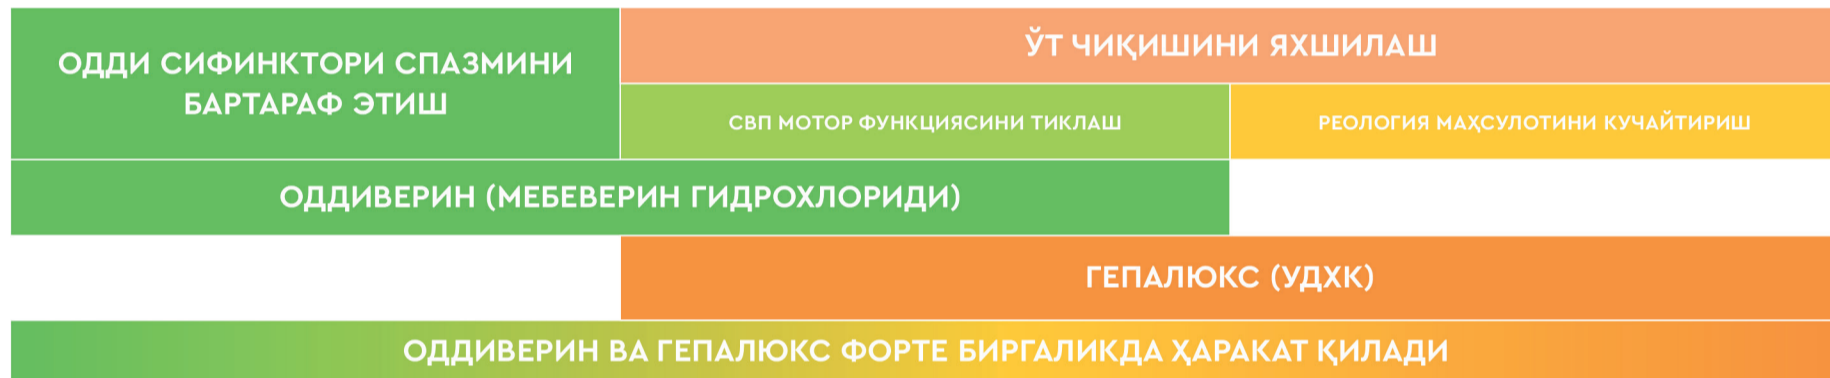 ОДДИ СИФИНКТОРИ СПАЗМИНИ
БАРТАРАФ ЭТИШ
ЎТ ЧИҚИШИНИ ЯХШИЛАШ
СВП МОТОР ФУНКЦИЯСИНИ ТИКЛАШ
РЕОЛОГИЯ МАҲСУЛОТИНИ КУЧАЙТИРИШ
ОДДИВЕРИН (МЕБЕВЕРИН ГИДРОХЛОРИДИ)
ГЕПАЛЮКС (УДХК)
ОДДИВЕРИН ВА ГЕПАЛЮКС ФОРТЕ БИРГАЛИКДА ҲАРАКАТ ҚИЛАДИ